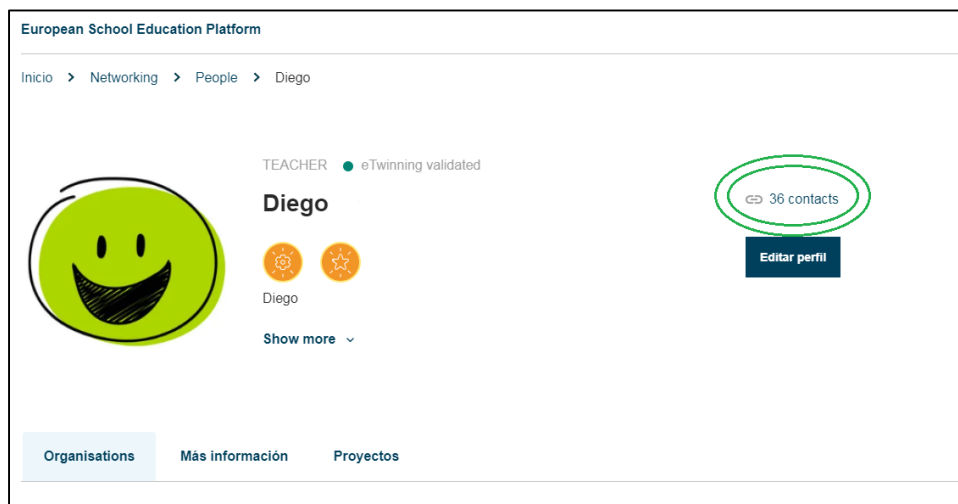 European School Education Platform
Inicio > Networking > People > Diego
TEACHER ● eTwinning validated
Diego
36 contacts
Editar perfil
Diego
Show more
Organisations Más información Proyectos